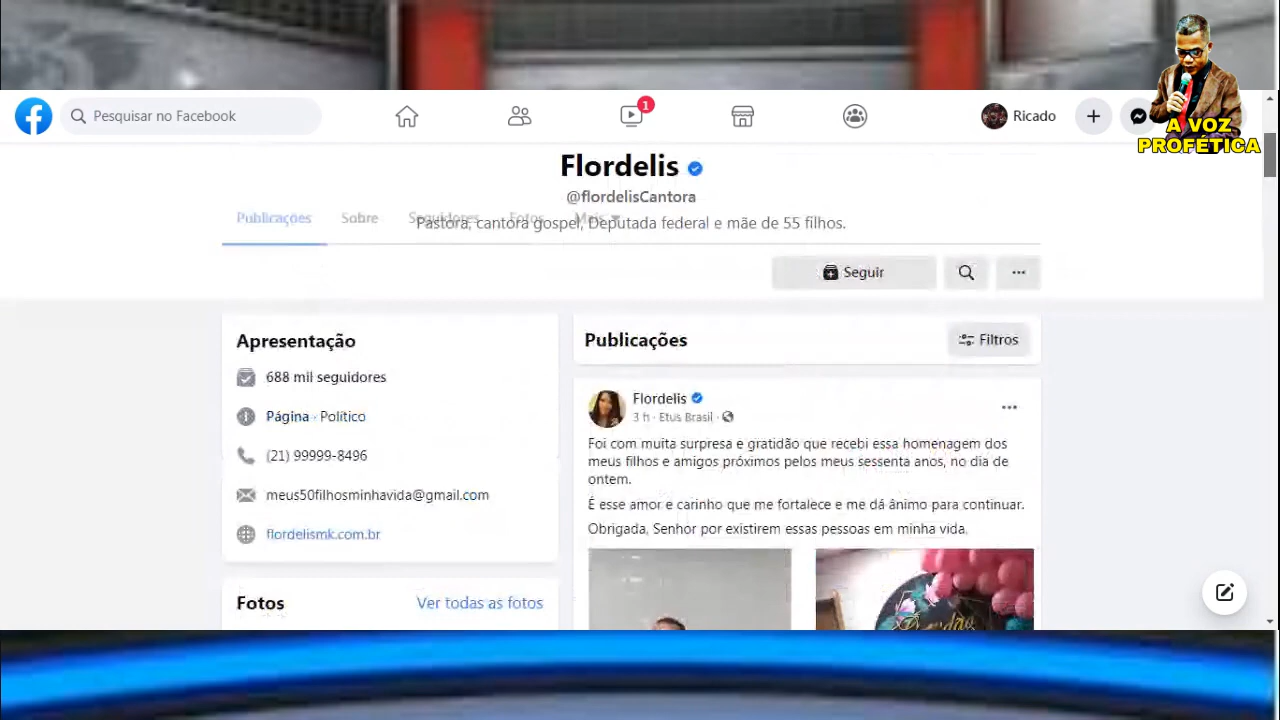 Pesquisar no Facebook
1
Ricado
A VOZ
PROFÉTICA
Flordelis
@flordelisCantora
Publicações Sobre Seguidores Fotos Mais
Pastora, cantora gospel, Deputada federal e mãe de 55 filhos.
Seguir
Apresentação
688 mil seguidores
Página · Político
(21) 99999-8496
meus50filhosminhavida@gmail.com
flordelismk.com.br
Fotos
Ver todas as fotos
Publicações
Filtros
Flordelis
3 h · Etus Brasil ·
Foi com muita surpresa e gratidão que recebi essa homenagem dos
meus filhos e amigos próximos pelos meus sessenta anos, no dia de
ontem.
É esse amor e carinho que me fortalece e me dá ânimo para continuar.
Obrigada, Senhor por existirem essas pessoas em minha vida.